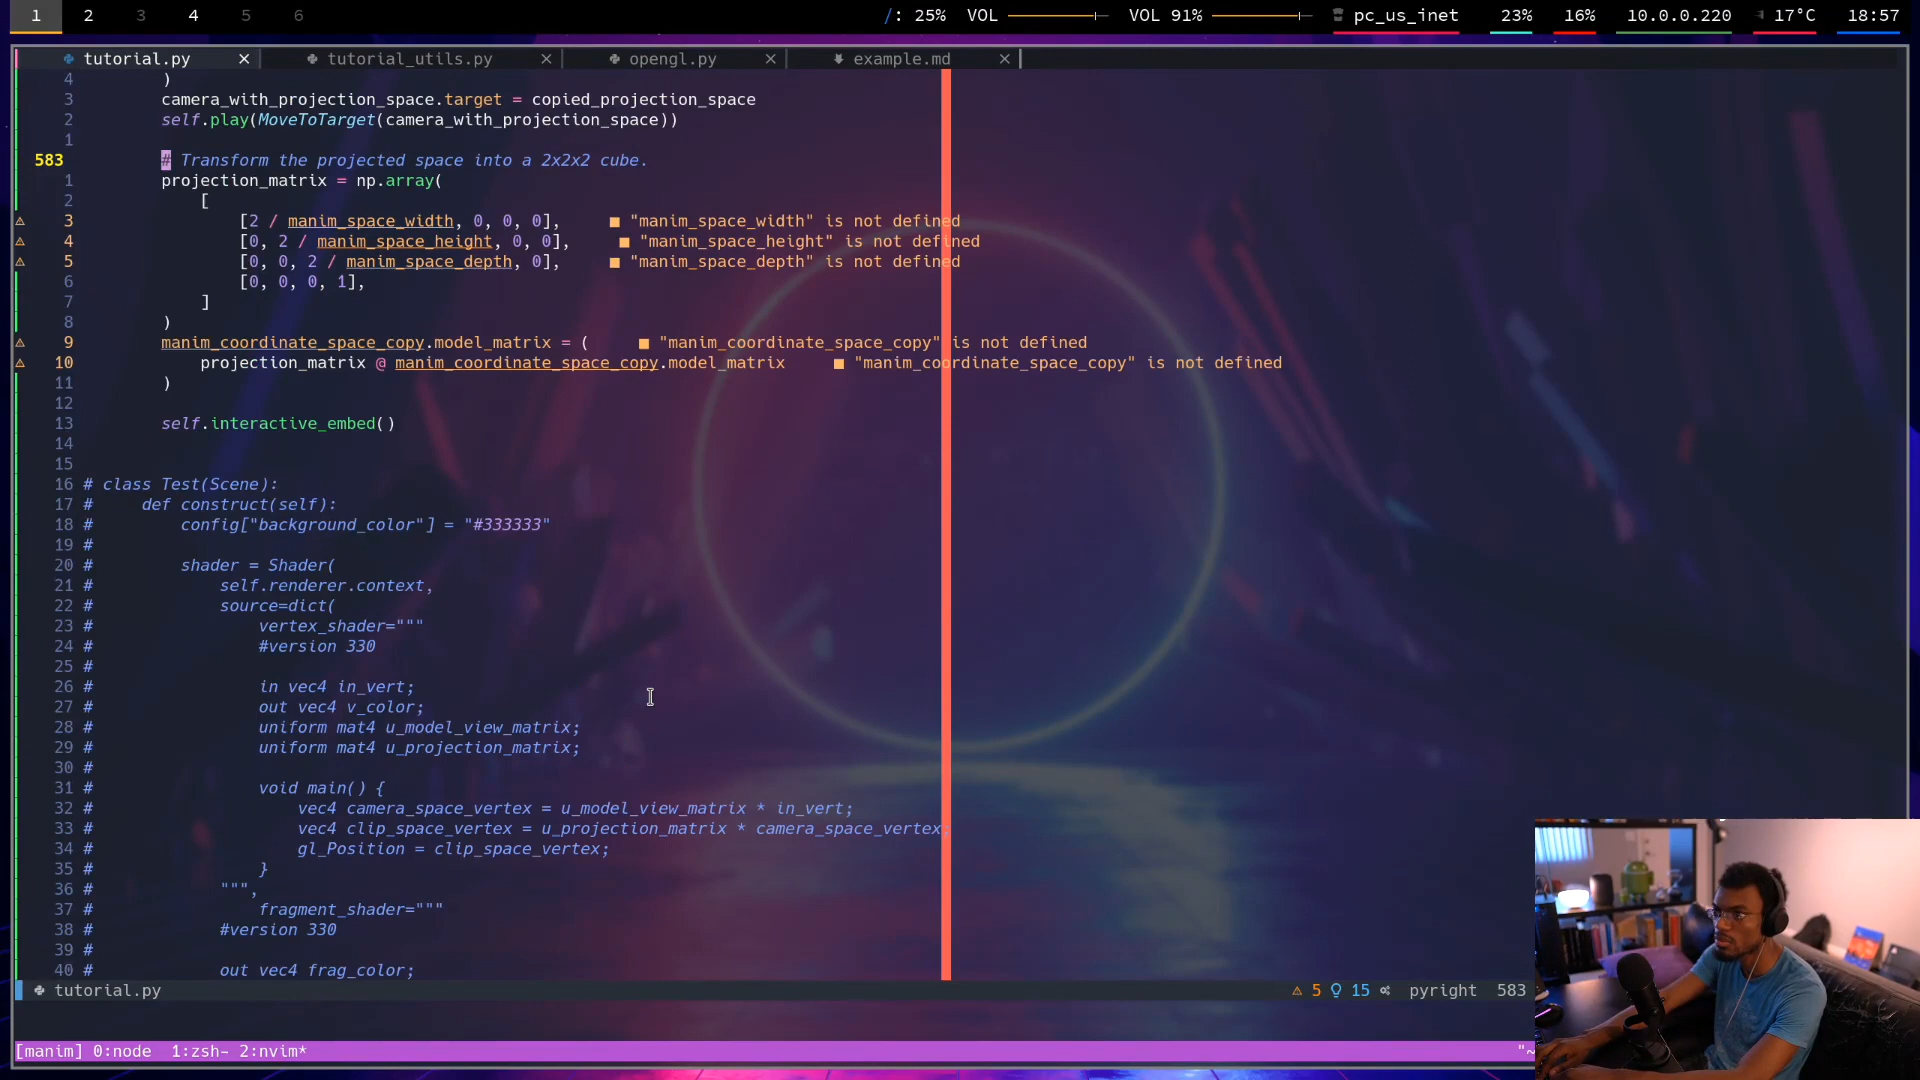 1 2 3 4 5 6 /: 25% VOL VOL 91% pc_us_inet 23% 16% 10.0.0.220 17°C 18:57
tutorial.py × tutorial_utils.py × opengl.py × example.md ×
4 )
3 camera_with_projection_space.target = copied_projection_space
2 self.play(MoveToTarget(camera_with_projection_space))
1
583 # Transform the projected space into a 2x2x2 cube.
1 projection_matrix = np.array(
2 [
3 [2 / manim_space_width, 0, 0, 0], ■ "manim_space_width" is not defined
4 [0, 2 / manim_space_height, 0, 0], ■ "manim_space_height" is not defined
5 [0, 0, 2 / manim_space_depth, 0], ■ "manim_space_depth" is not defined
6 [0, 0, 0, 1],
7 ]
8 )
9 manim_coordinate_space_copy.model_matrix = ( ■ "manim_coordinate_space_copy" is not defined
10 projection_matrix @ manim_coordinate_space_copy.model_matrix ■ "manim_coordinate_space_copy" is not defined
11 )
12
13 self.interactive_embed()
14
15
16 # class Test(Scene):
17 # def construct(self):
18 # config["background_color"] = "#333333"
19 #
20 # shader = Shader(
21 # self.renderer.context,
22 # source=dict(
23 # vertex_shader="""
24 # #version 330
25 #
26 # in vec4 in_vert;
27 # out vec4 v_color;
28 # uniform mat4 u_model_view_matrix;
29 # uniform mat4 u_projection_matrix;
30 #
31 # void main() {
32 # vec4 camera_space_vertex = u_model_view_matrix * in_vert;
33 # vec4 clip_space_vertex = u_projection_matrix * camera_space_vertex;
34 # gl_Position = clip_space_vertex;
35 # }
36 # """,
37 # fragment_shader="""
38 # #version 330
39 #
40 # out vec4 frag_color;
tutorial.py 5 15 pyright 583
[manim] 0:node 1:zsh- 2:nvim* "~